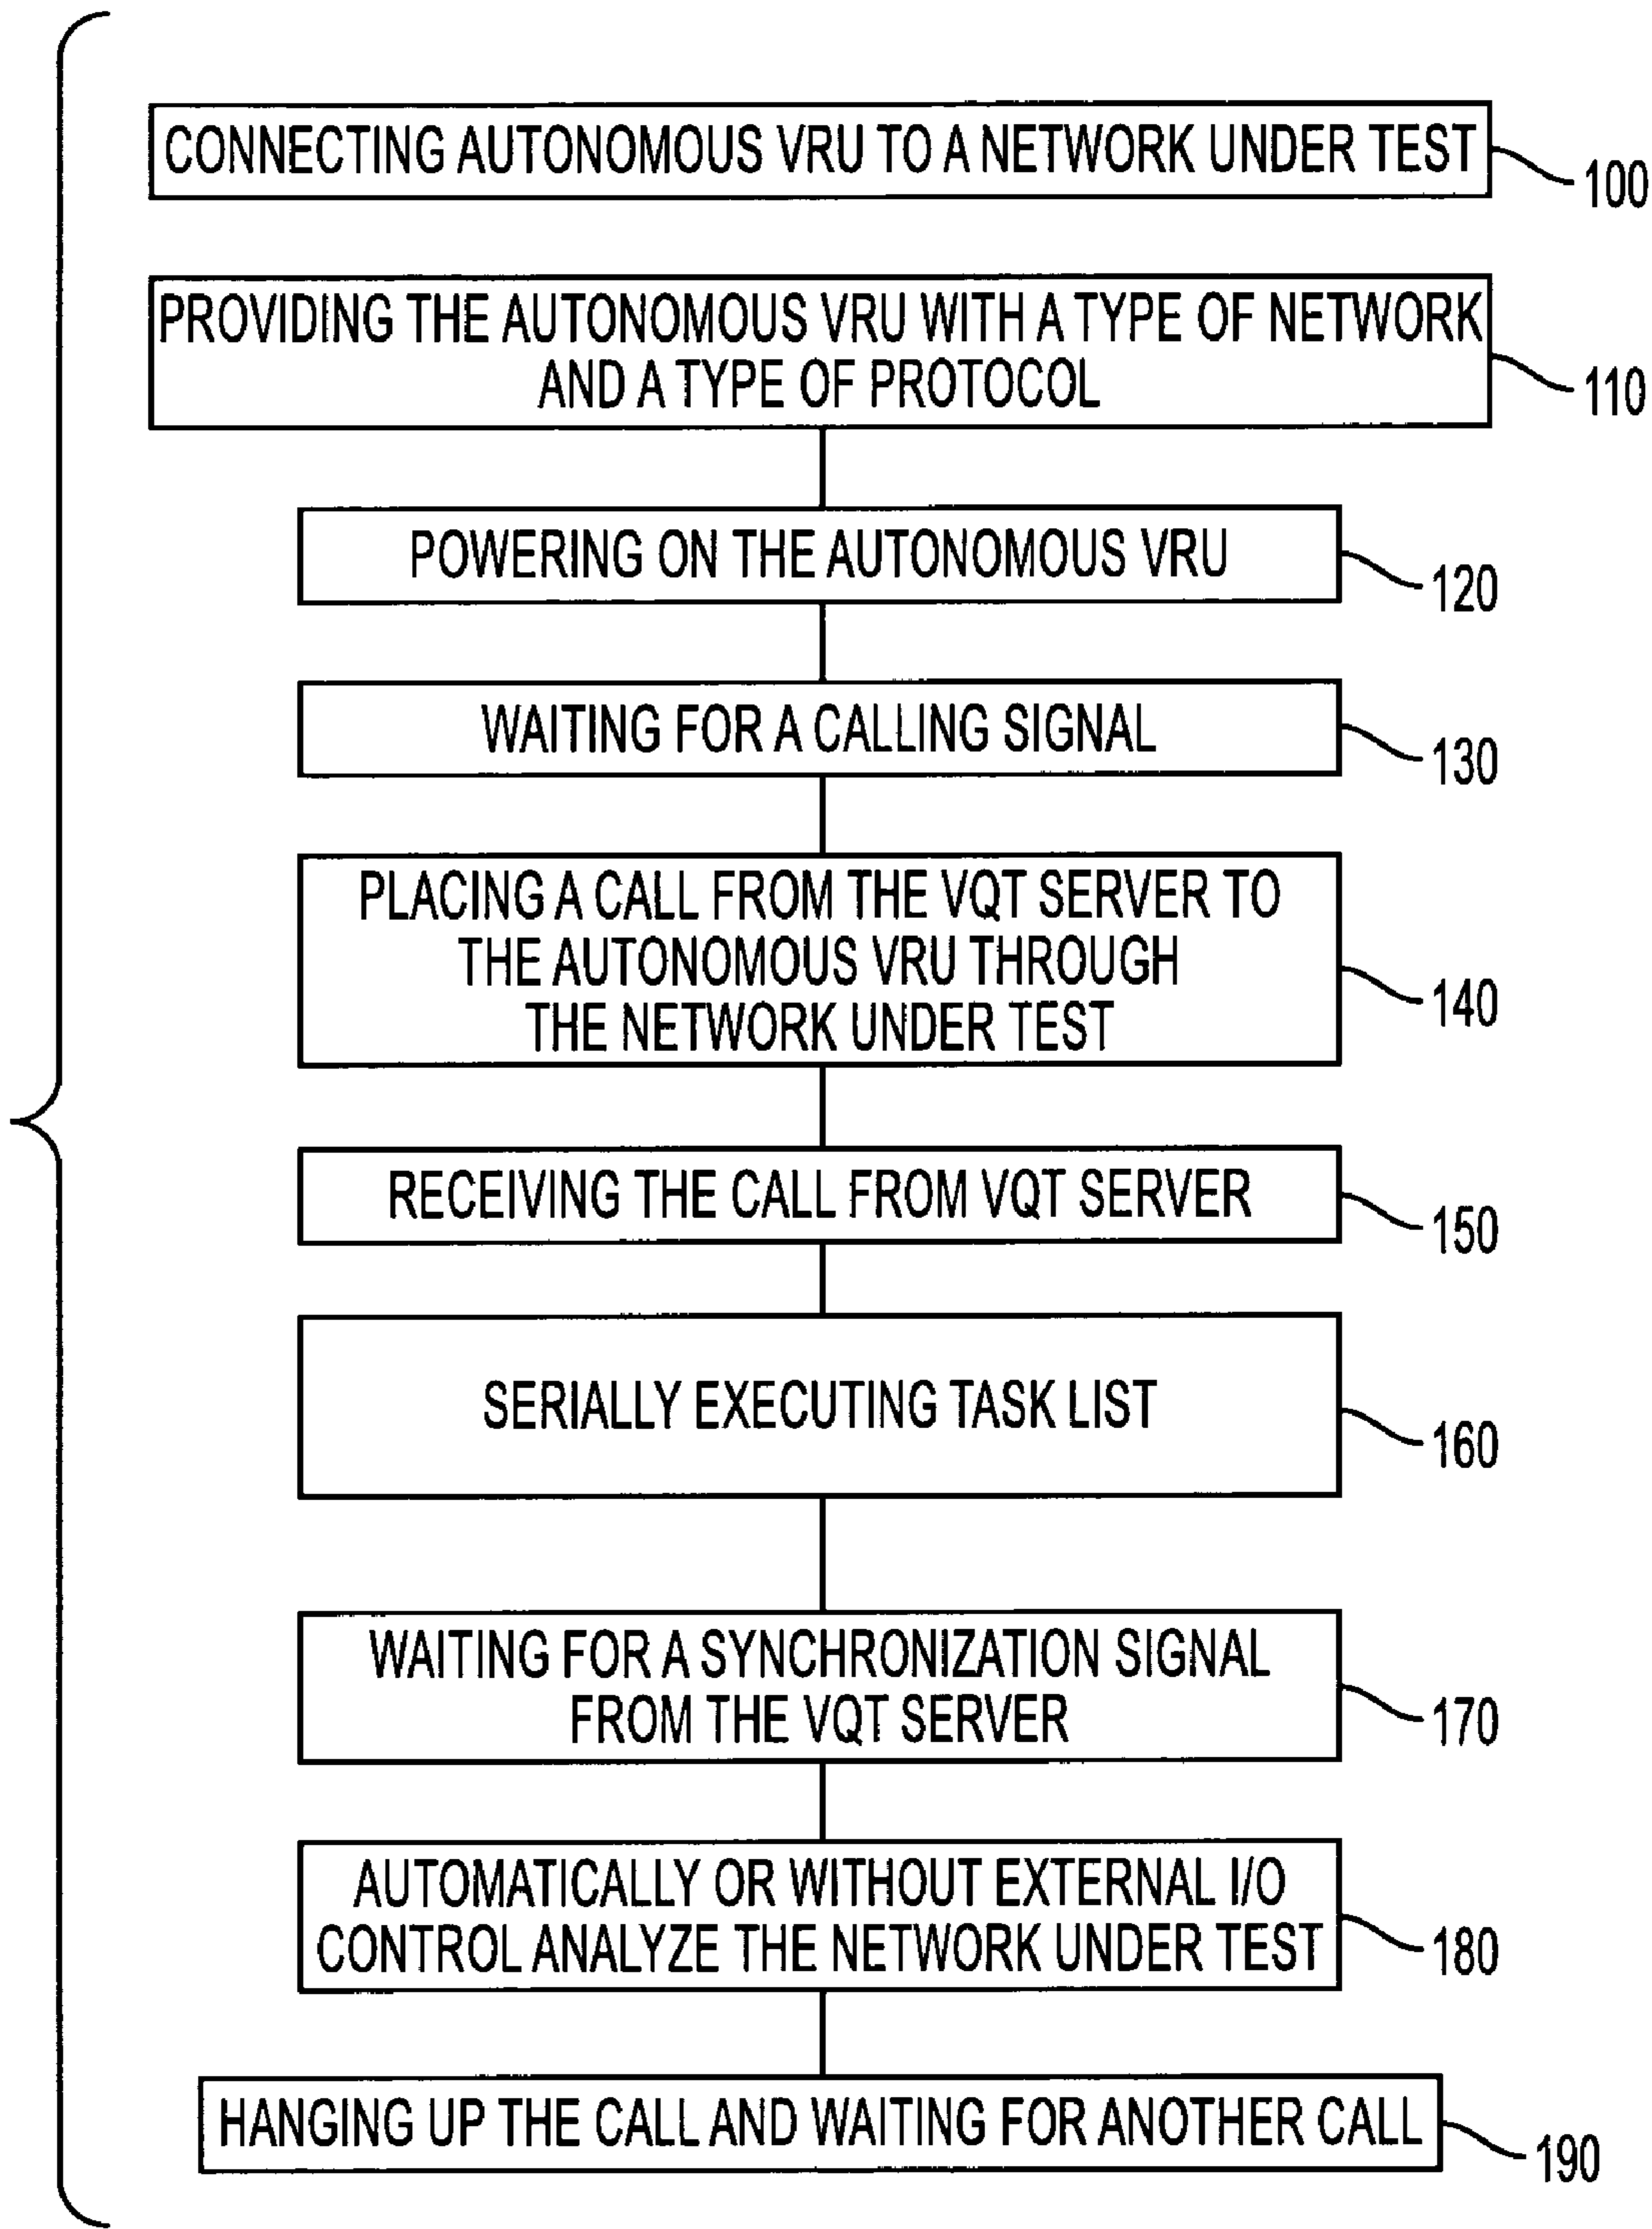 CONNECTING AUTONOMOUS VRU TO A NETWORK UNDER TEST
100
PROVIDING THE AUTONOMOUS VRU WITH A TYPE OF NETWORK
AND A TYPE OF PROTOCOL
110
POWERING ON THE AUTONOMOUS VRU
120
WAITING FOR A CALLING SIGNAL
130
PLACING A CALL FROM THE VQT SERVER TO
THE AUTONOMOUS VRU THROUGH
THE NETWORK UNDER TEST
140
RECEIVING THE CALL FROM VQT SERVER
150
SERIALLY EXECUTING TASK LIST
160
WAITING FOR A SYNCHRONIZATION SIGNAL
FROM THE VQT SERVER
170
AUTOMATICALLY OR WITHOUT EXTERNAL I/O
CONTROL ANALYZE THE NETWORK UNDER TEST
180
HANGING UP THE CALL AND WAITING FOR ANOTHER CALL
190